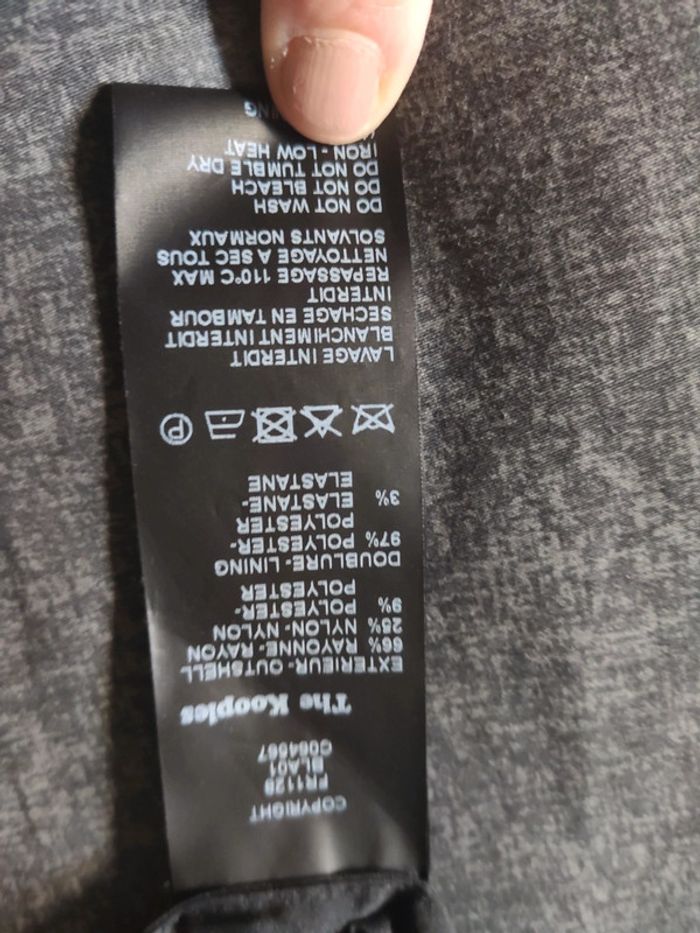 COPYRIGHT
FR1128
BLA01
The Kooples
EXTERIEUR- OUTSHELL
66% RAYONNE- RAYON
25% NYLON- NYLON
9% POLYESTER-
POLYESTER
DOUBLURE- LINING
97% POLYESTER-
POLYESTER
3% ELASTANE-
ELASTANE
P
LAVAGE INTERDIT
BLANCHIMENT INTERDIT
SECHAGE EN TAMBOUR
INTERDIT
REPASSAGE 110°C MAX
NETTOYAGE A SEC TOUS
SOLVANTS NORMAUX
DO NOT WASH
DO NOT BLEACH
DO NOT TUMBLE DRY
IRON - LOW HEAT